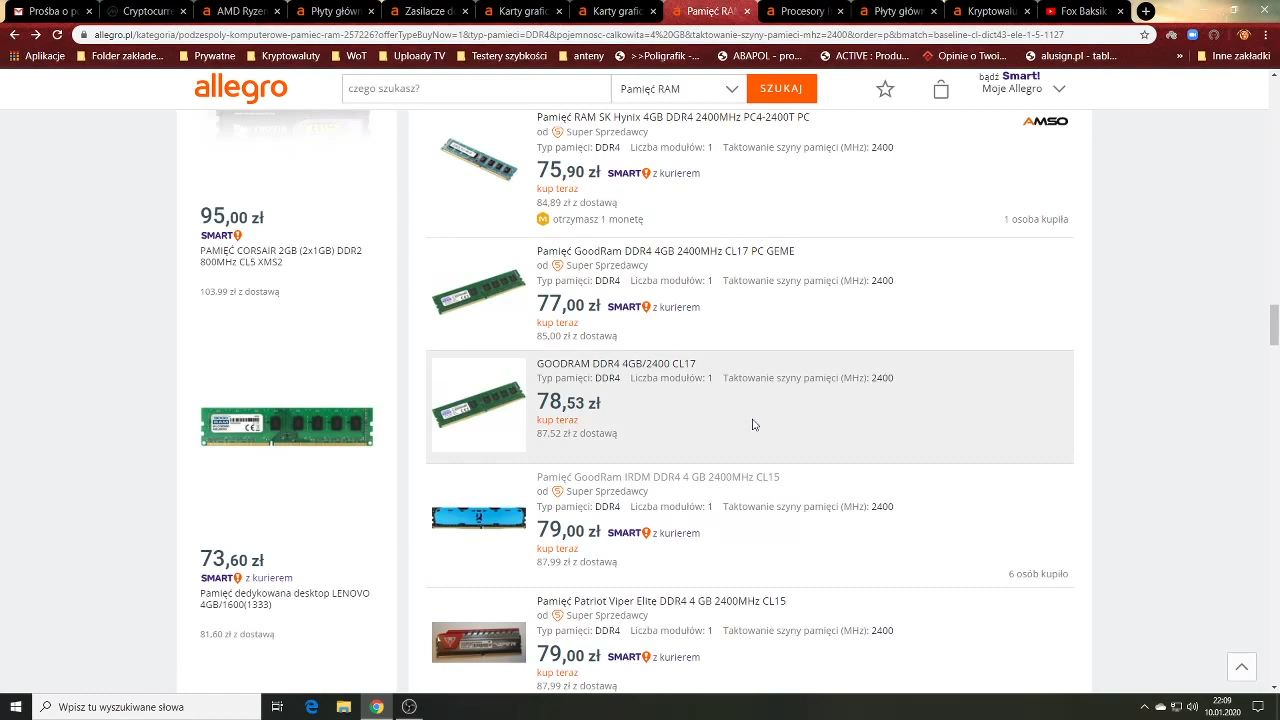 Prośba o p
Cryptocurre
AMD Ryzen
Płyty główn
Zasilacze d
Karty grafic
Karty grafic
Pamięć RA
Procesory I
Płyty główn
Kryptowalu
Fox Baksik
allegro.pl/kategoria/podzespoly-komputerowe-pamiec-ram-257226?offerTypeBuyNow=1&typ-pamieci=DDR4&pojemnosc-calkowita=4%20GB&taktowanie-szyny-pamieci-mhz=2400&order=p&bmatch=baseline-cl-dict43-ele-1-5-1127
Aplikacje
Folder osobisty
Kryptowaluty
WoT
Uploady TV
Testery
anteny
>>Poligrafik -...
ABAPOL - pro...
ACTIVE : Produ...
Opinie o Two...
alusign.pl - tabl...
allegro
czego szukasz?
Pamięć RAM
SZUKAJ
bądź Smart!
Moje Allegro
95,00 zł
SMART
PAMIĘĆ CORSAIR 2GB (2x1GB) DDR2
800MHz CL5 XMS2
103,99 zł z dostawą
73,60 zł
SMART z kurierem
Pamięć dedykowana desktop LENOVO
4GB/1600(1333)
81,60 zł z dostawą
Pamięć RAM SK Hynix 4GB DDR4 2400MHz PC4-2400T PC
AMSO
od Super Sprzedawcy
Typ pamięci: DDR4 Liczba modułów: 1 Taktowanie szyny pamięci (MHz): 2400
75,90 zł SMART z kurierem
kup teraz
84,89 zł z dostawą
otrzymasz 1 monetę
1 osoba kupiła
Pamięć GoodRam DDR4 4GB 2400MHz CL17 PC GEME
od Super Sprzedawcy
Typ pamięci: DDR4 Liczba modułów: 1 Taktowanie szyny pamięci (MHz): 2400
77,00 zł SMART z kurierem
kup teraz
85,00 zł z dostawą
GOODRAM DDR4 4GB/2400 CL17
Typ pamięci: DDR4 Liczba modułów: 1 Taktowanie szyny pamięci (MHz): 2400
78,53 zł
kup teraz
87,52 zł z dostawą
Pamięć GoodRam IRDM DDR4 4 GB 2400MHz CL15
od Super Sprzedawcy
Typ pamięci: DDR4 Liczba modułów: 1 Taktowanie szyny pamięci (MHz): 2400
79,00 zł SMART z kurierem
kup teraz
87,99 zł z dostawą
6 osób kupiło
Pamięć Patriot Viper Elite DDR4 4 GB 2400MHz CL15
od Super Sprzedawcy
Typ pamięci: DDR4 Liczba modułów: 1 Taktowanie szyny pamięci (MHz): 2400
79,00 zł SMART z kurierem
kup teraz
87,99 zł z dostawą
Wpisz tu wyszukiwane słowa
22:09
10.01.2020